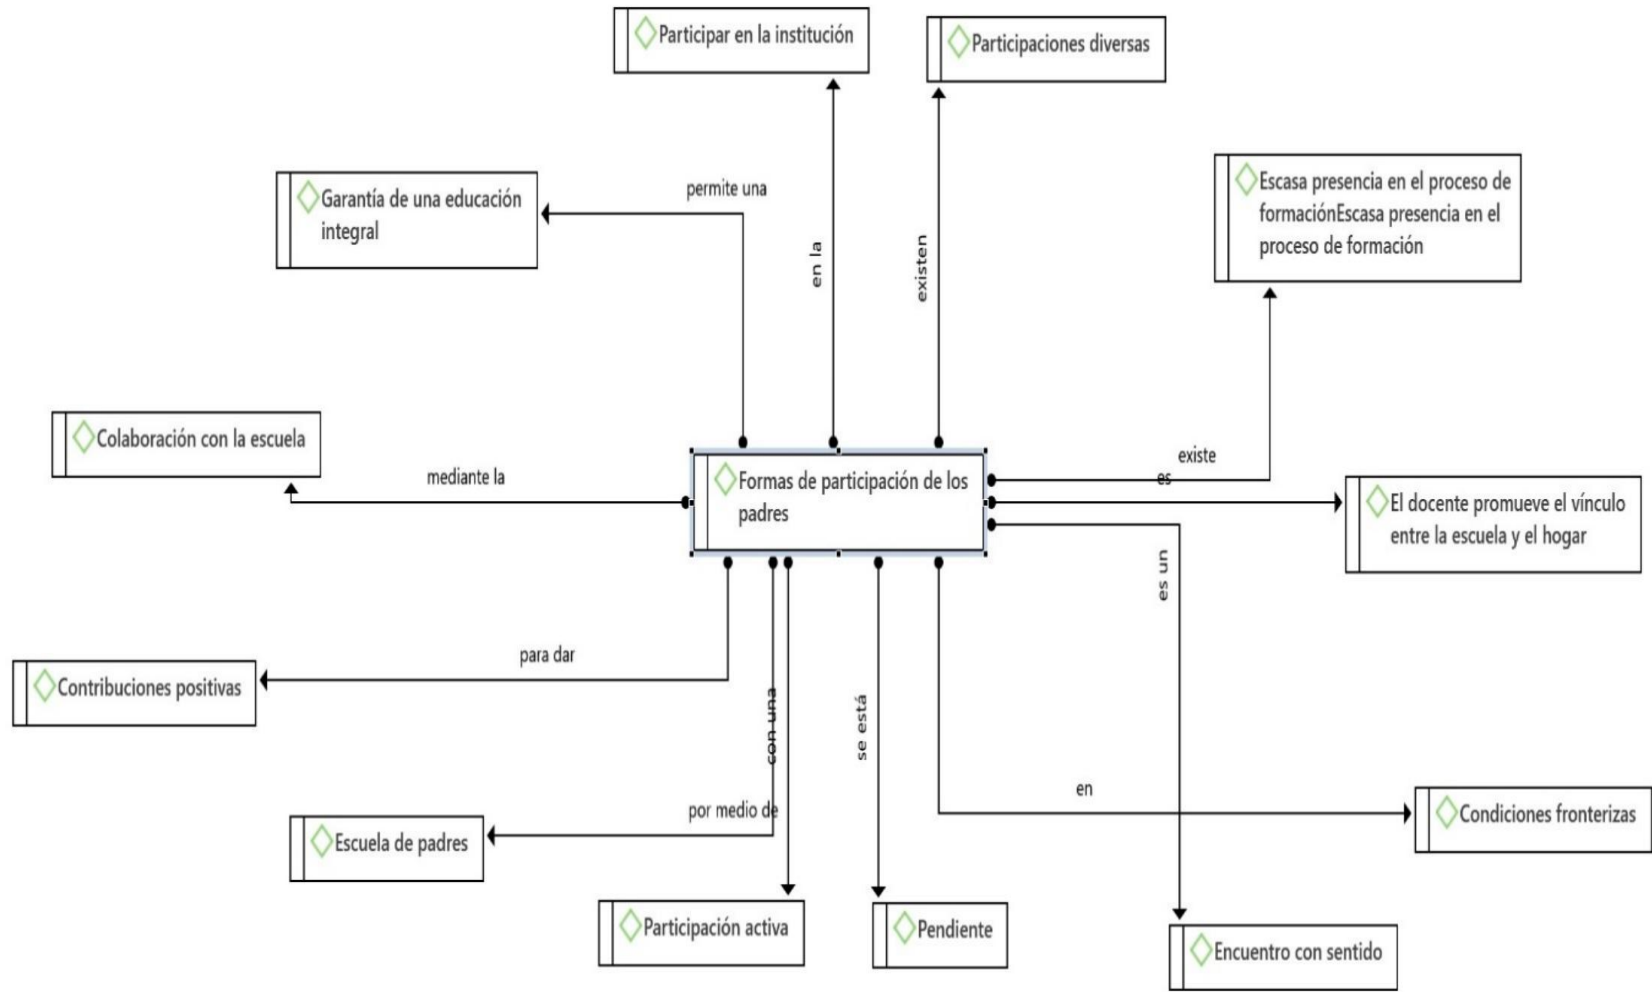 Participar en la institución
Participaciones diversas
Garantía de una educación
integral
permite una
en la
existen
Escasa presencia en el proceso de
formaciónEscasa presencia en el
proceso de formación
Colaboración con la escuela
mediante la
Formas de participación de los
padres
existe
es
El docente promueve el vínculo
entre la escuela y el hogar
es un
Contribuciones positivas
para dar
con una
se está
en
Condiciones fronterizas
por medio de
Escuela de padres
Participación activa
Pendiente
Encuentro con sentido